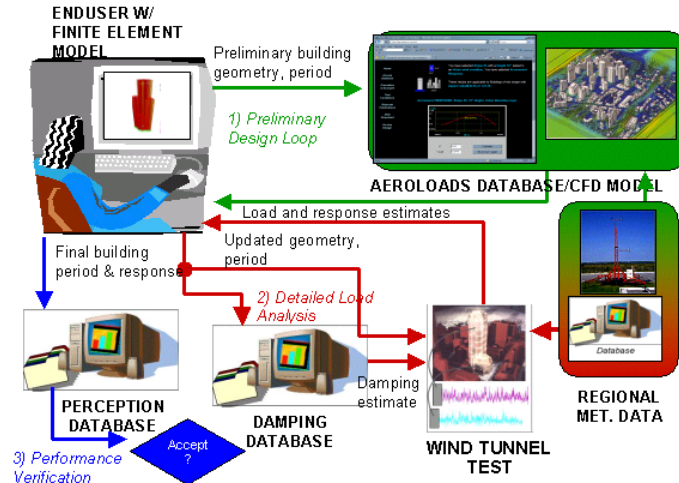 ENDUSER W/
FINITE ELEMENT
MODEL
Preliminary building
geometry, period
1) Preliminary
Design Loop
AEROLOADS DATABASE/CFD MODEL
Load and response estimates
Updated geometry,
period
Final building
period & response
2) Detailed Load
Analysis
Database
Damping
estimate
PERCEPTION
DATABASE
DAMPING
DATABASE
WIND TUNNEL
TEST
REGIONAL
MET. DATA
Accept
?
3) Performance
Verification